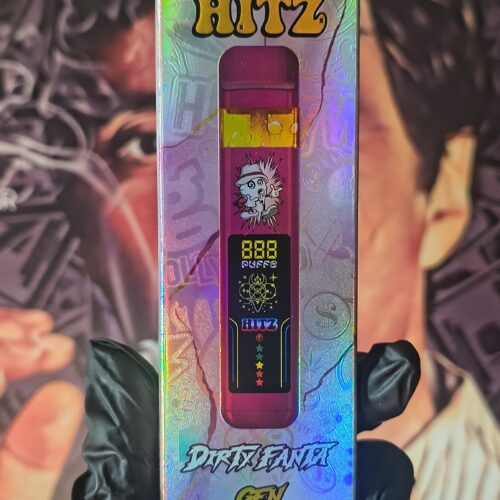 HITZ
888
PUFFS
HITZ
DIRTY FANTA
GEN